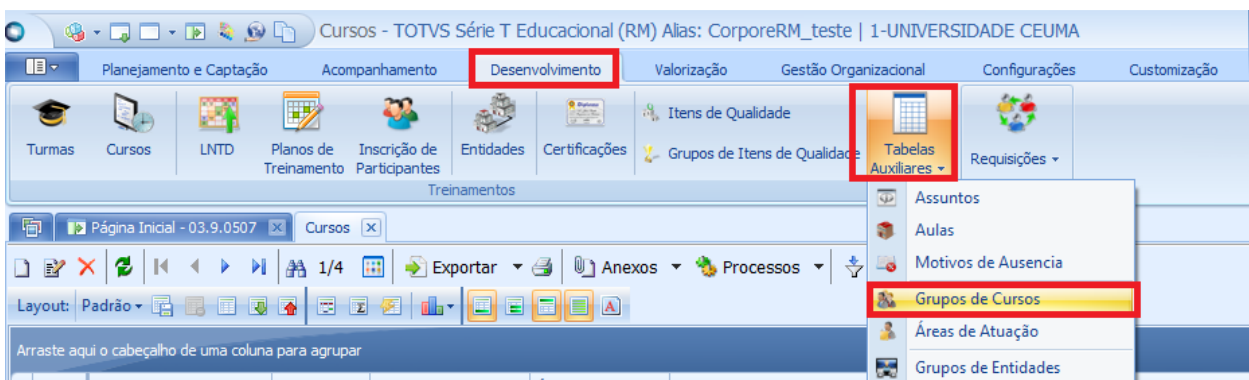 Cursos - TOTVS Série T Educacional (RM) Alias: CorporeRM_teste | 1-UNIVERSIDADE CEUMA
Planejamento e Captação Acompanhamento Desenvolvimento Valorização Gestão Organizacional Configurações Customização
Turmas
Cursos
LNTD
Planos de
Treinamento
Inscrição de
Participantes
Entidades
Certificações
Itens de Qualidade
Grupos de Itens de Qualidade
Tabelas
Auxiliares
Requisições
Treinamentos
Assuntos
Aulas
Motivos de Ausencia
Grupos de Cursos
Áreas de Atuação
Grupos de Entidades
Página Inicial - 03.9.0507 Cursos
1/4 Exportar Anexos Processos
Layout: Padrão
Arraste aqui o cabeçalho de uma coluna para agrupar